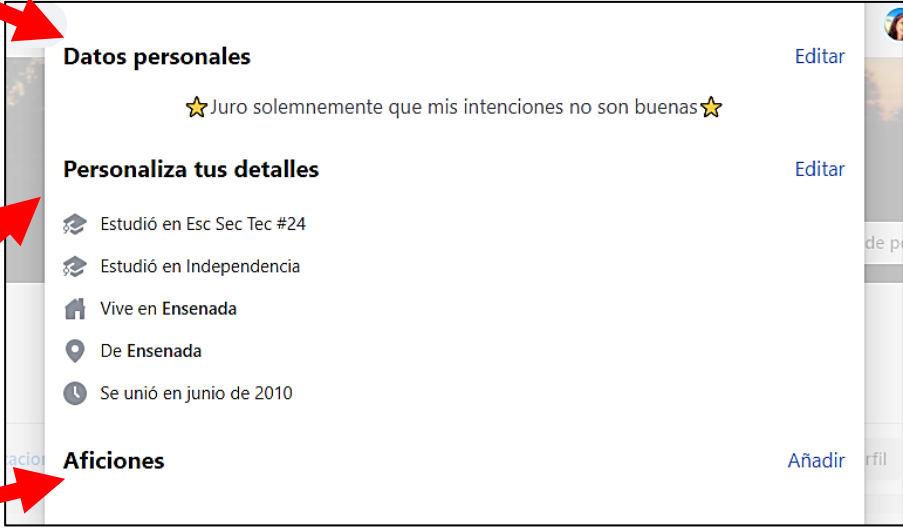 Datos personales
Editar
⭐Juro solemnemente que mis intenciones no son buenas⭐
Personaliza tus detalles
Editar
Estudió en Esc Sec Tec #24
Estudió en Independencia
Vive en Ensenada
De Ensenada
Se unió en junio de 2010
Aficiones
Añadir